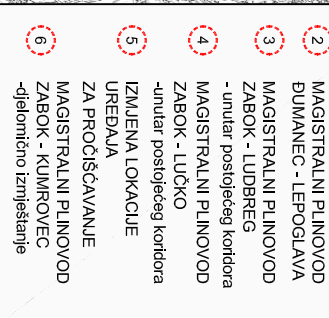 2 MAGISTRALNI PLINOVOD
ĐURMANEC - LEPOGLAVA
3 MAGISTRALNI PLINOVOD
ZABOK - LUDBREG
- unutar postojećeg koridora
4 MAGISTRALNI PLINOVOD
ZABOK - LUČKO
-unutar postojećeg koridora
5 IZMJENA LOKACIJE
UREĐAJA
ZA PROČIŠĆAVANJE
6 MAGISTRALNI PLINOVOD
ZABOK - KUMROVEC
-djelomično izmještanje